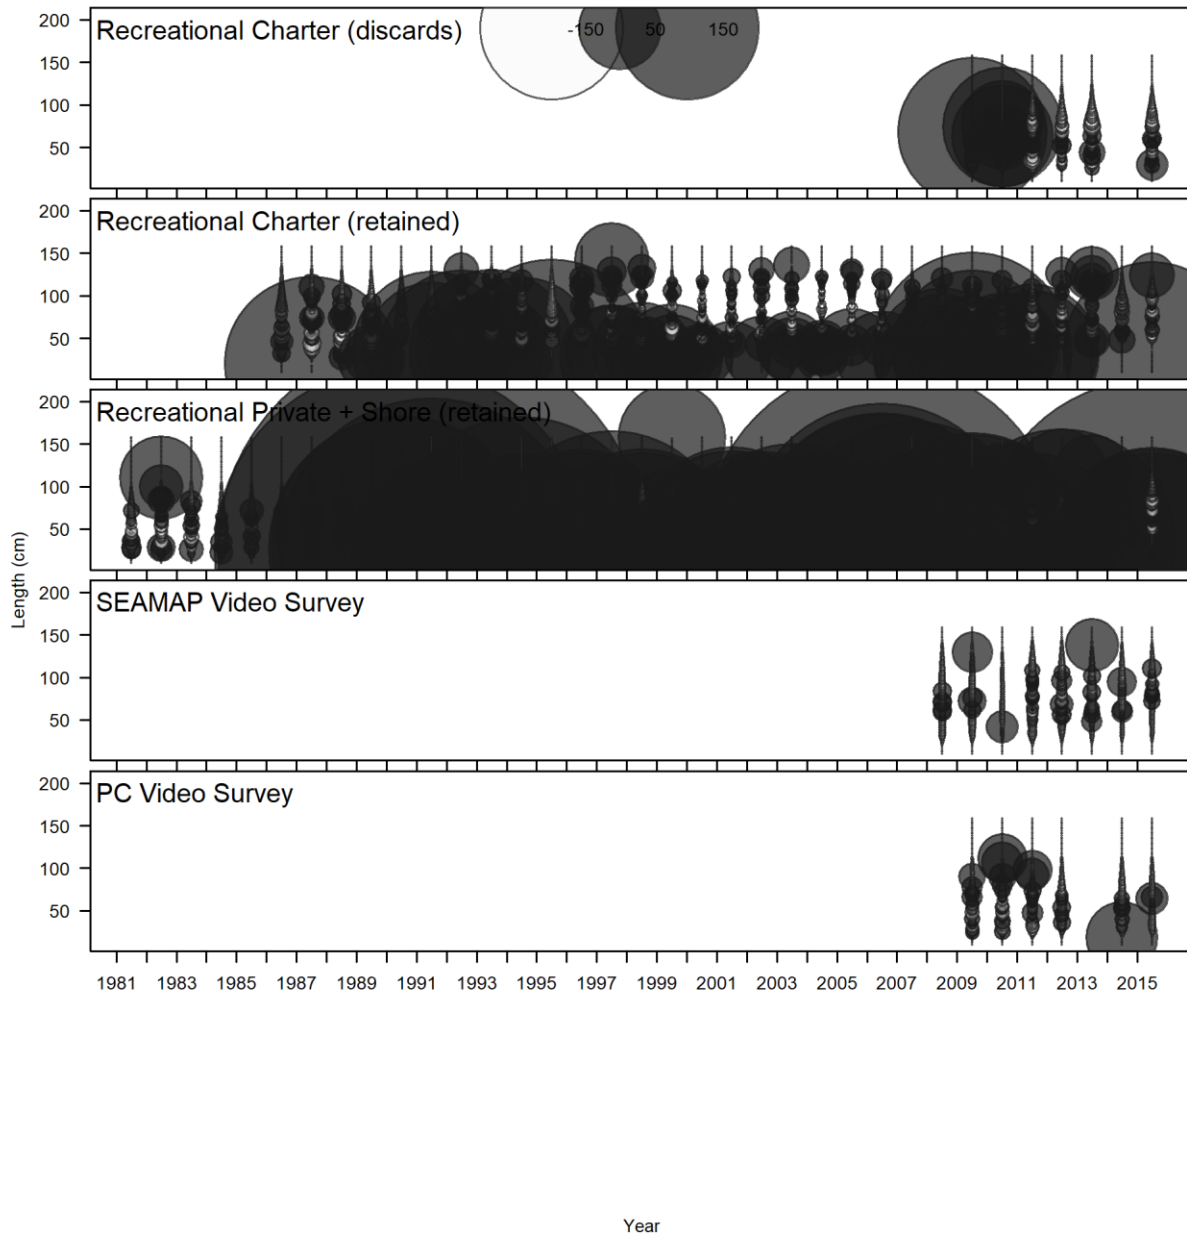 Recreational Charter (discards)
-150 50 150
200
150
100
50
Recreational Charter (retained)
200
150
100
50
Recreational Private + Shore (retained)
200
150
100
50
SEAMAP Video Survey
200
150
100
50
PC Video Survey
200
150
100
50
Length (cm)
1981 1983 1985 1987 1989 1991 1993 1995 1997 1999 2001 2003 2005 2007 2009 2011 2013 2015
Year